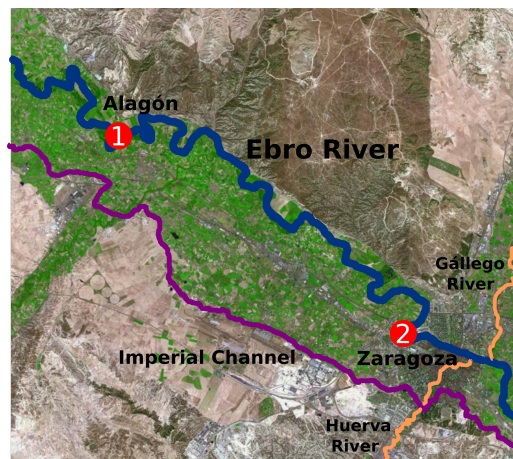 Alagón
1
Ebro River
Gállego
River
2
Zaragoza
Imperial Channel
Huerva
River